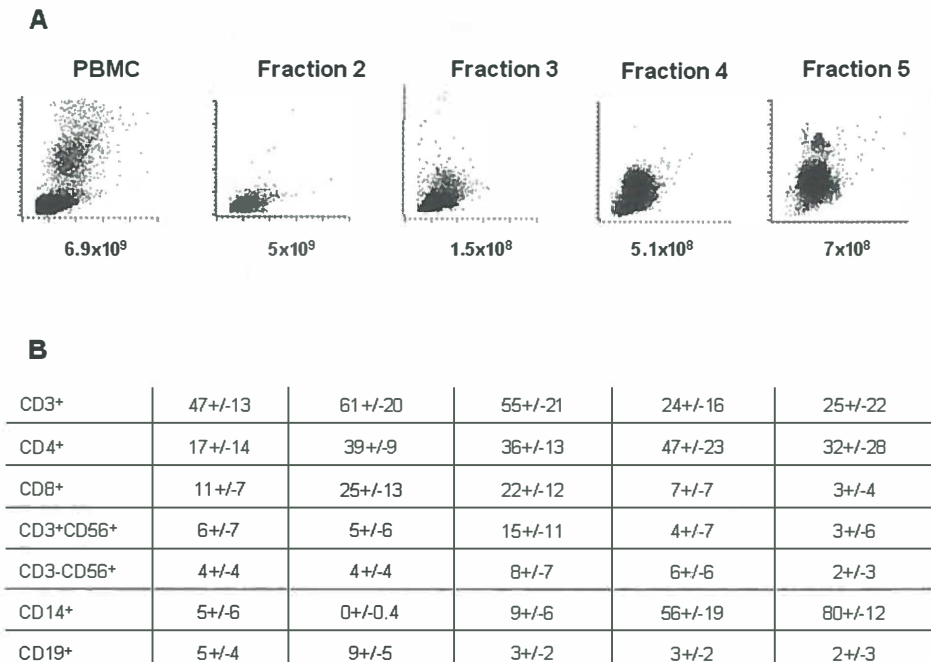 A
PBMC Fraction 2 Fraction 3 Fraction 4 Fraction 5
6.9x10⁹ 5x10⁹ 1.5x10⁸ 5.1x10⁸ 7x10⁸
B
CD3⁺ 47+/-13 61+/-20 55+/-21 24+/-16 25+/-22
CD4⁺ 17+/-14 39+/-9 36+/-13 47+/-23 32+/-28
CD8⁺ 11+/-7 25+/-13 22+/-12 7+/-7 3+/-4
CD3⁺CD56⁺ 6+/-7 5+/-6 15+/-11 4+/-7 3+/-6
CD3-CD56⁺ 4+/-4 4+/-4 8+/-7 6+/-6 2+/-3
CD14⁺ 5+/-6 0+/-0.4 9+/-6 56+/-19 80+/-12
CD19⁺ 5+/-4 9+/-5 3+/-2 3+/-2 2+/-3